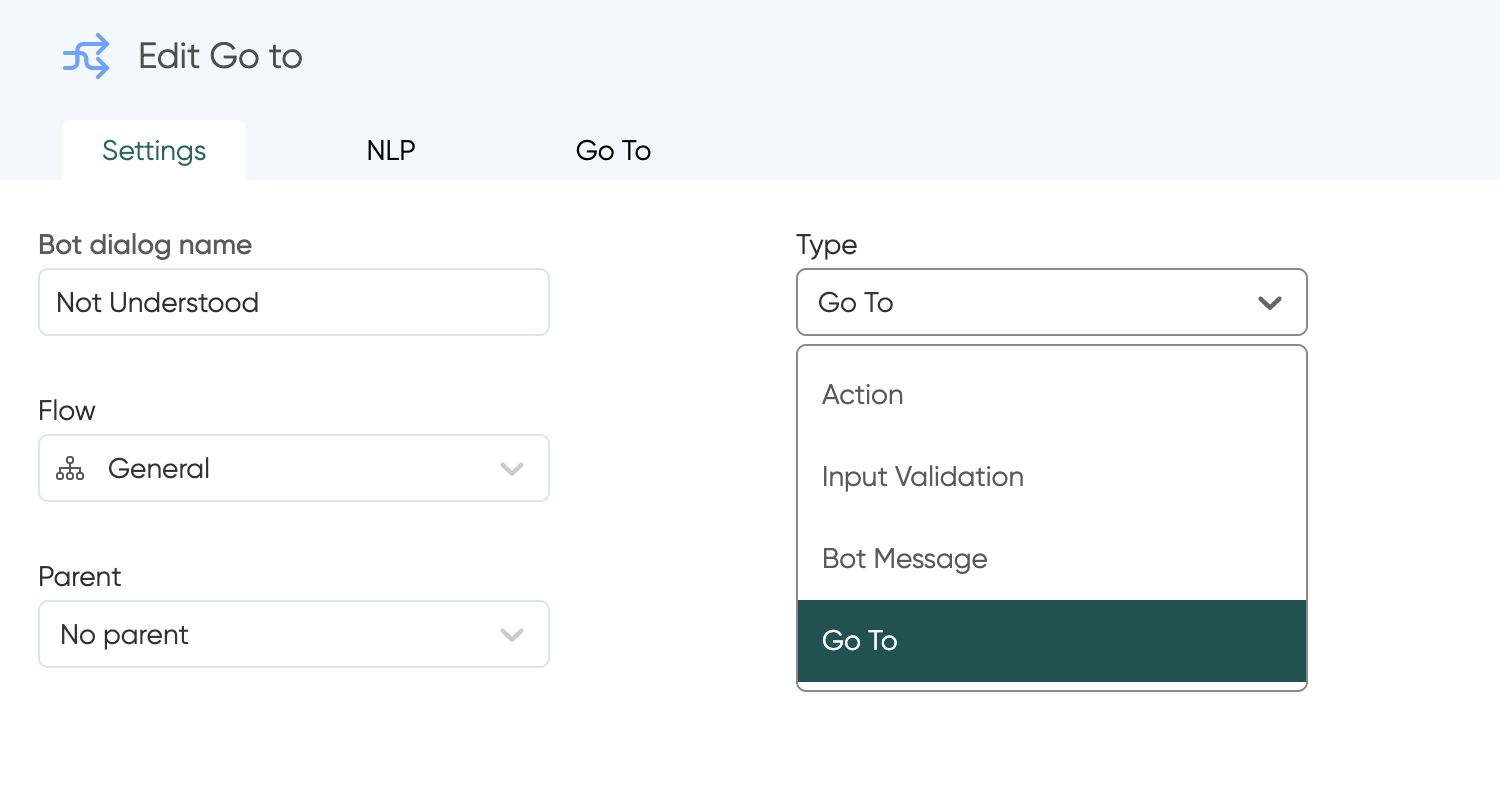 Edit Go to
Settings
NLP
Go To
Bot dialog name
Not Understood
Flow
General
Parent
No parent
Type
Go To
Action
Input Validation
Bot Message
Go To